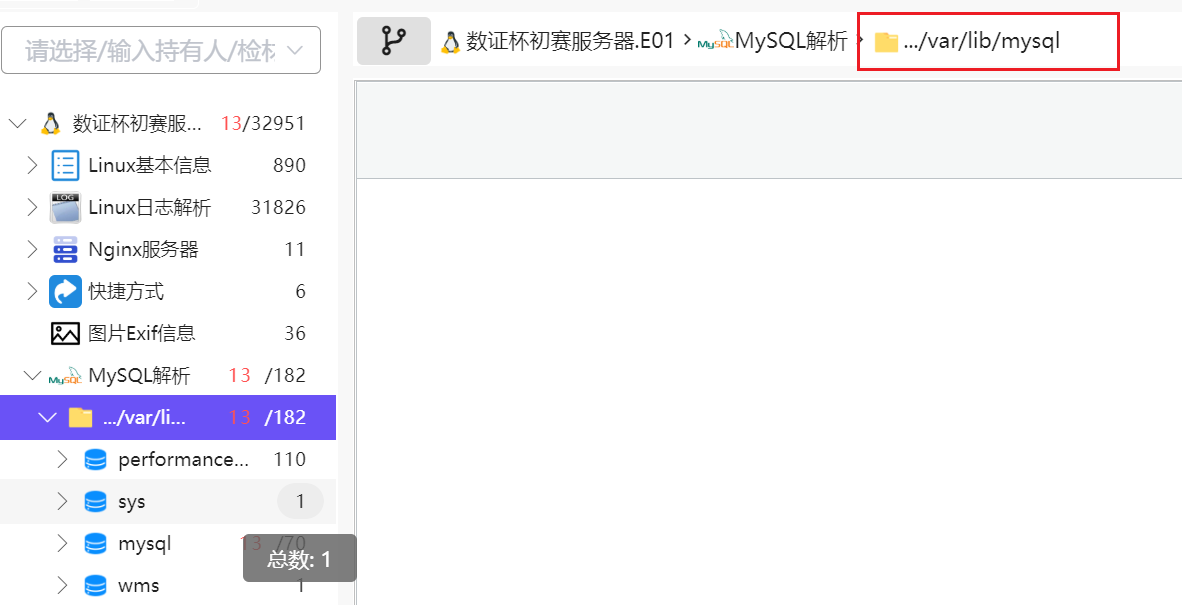 请选择/输入持有人/检材
数证杯初赛服务器.E01 > MySQL MySQL解析 > .../var/lib/mysql
数证杯初赛服... 13/32951
Linux基本信息 890
LOG Linux日志解析 31826
Nginx服务器 11
快捷方式 6
图片Exif信息 36
MySQL MySQL解析 13 /182
.../var/li... 13 /182
performance... 110
sys 1
mysql 13 /70
总数: 1
wms 1